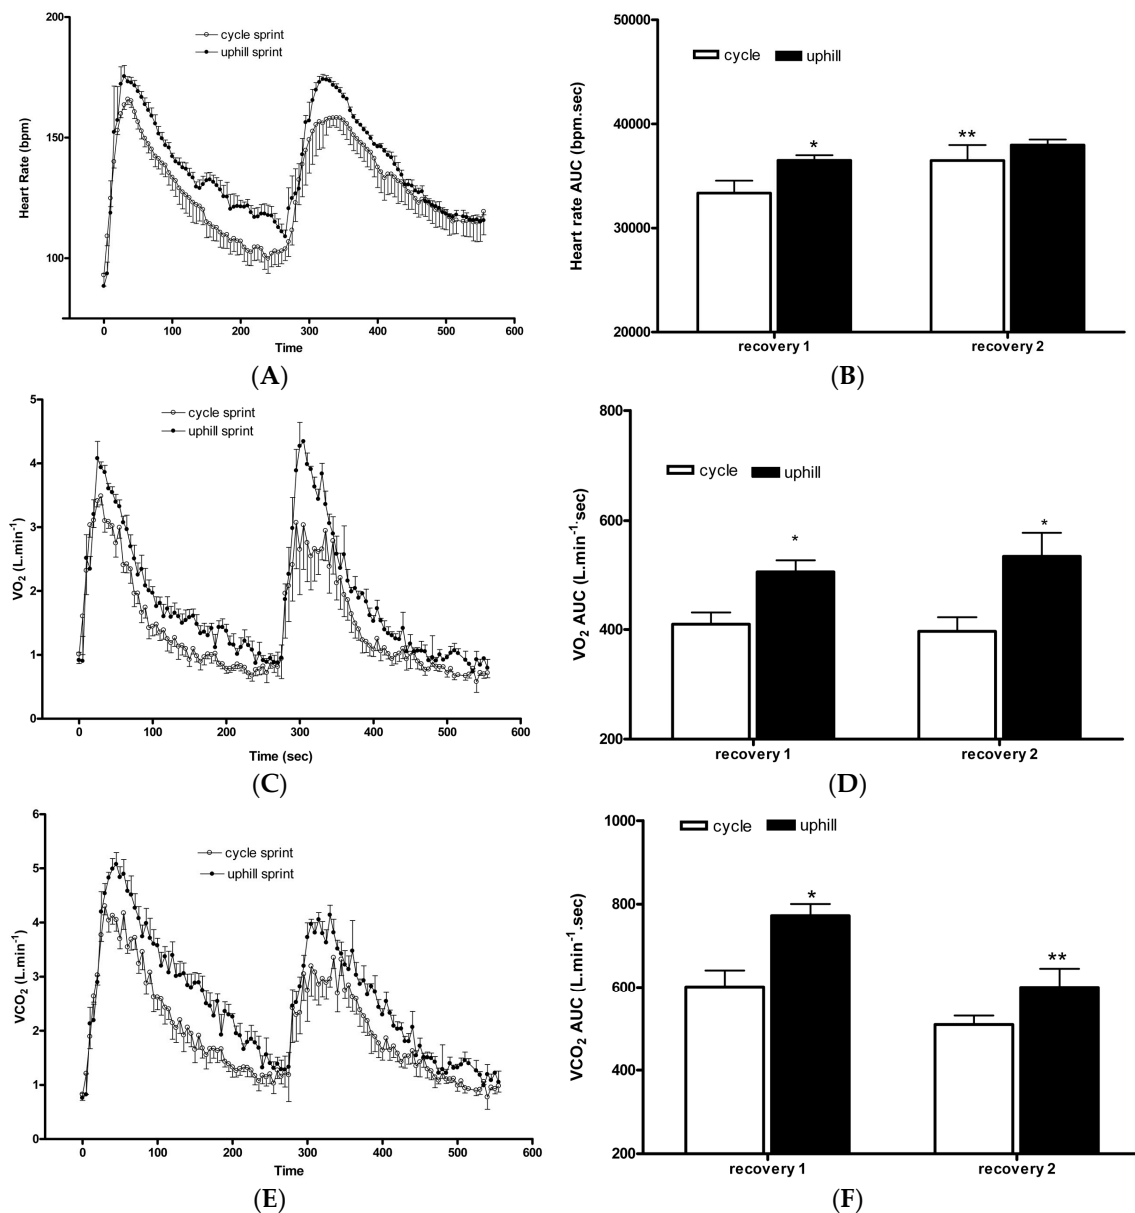 cycle sprint
uphill sprint
200
150
100
Heart Rate (bpm)
0
100
200
300
400
500
600
Time
(A)
50000
40000
30000
20000
Heart rate AUC (bpm.sec)
cycle
uphill
*
**
recovery 1
recovery 2
(B)
cycle sprint
uphill sprint
5
4
3
2
1
0
VO₂ (L.min⁻¹)
0
100
200
300
400
500
600
Time (sec)
(C)
800
600
400
200
VO₂ AUC (L.min⁻¹·sec)
cycle
uphill
*
*
recovery 1
recovery 2
(D)
cycle sprint
uphill sprint
6
5
4
3
2
1
0
VCO₂ (L.min⁻¹)
0
100
200
300
400
500
600
Time
(E)
1000
800
600
400
200
VCO₂ AUC (L.min⁻¹.sec)
cycle
uphill
*
**
recovery 1
recovery 2
(F)